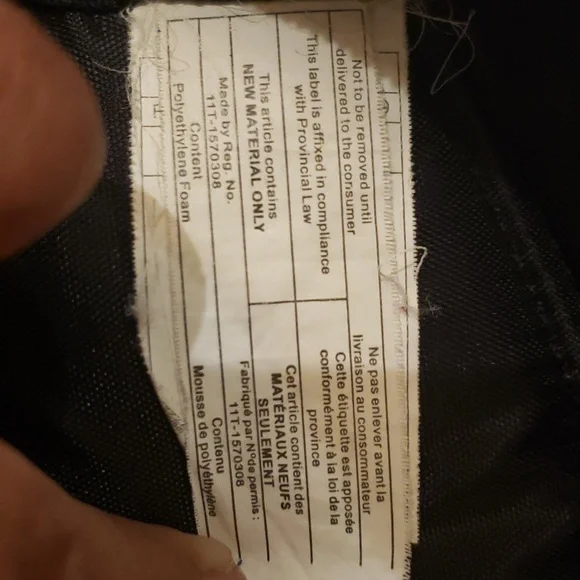 Not to be removed until
delivered to the consumer
This label is affixed in compliance
with Provincial Law
This article contains
NEW MATERIAL ONLY
Made by Reg. No.
11T-1570308
Content
Polyethylene Foam
Ne pas enlever avant la
livraison au consommateur
Cette étiquette est apposée
conformément à la loi de la
province
Cet article contient des
MATÉRIAUX NEUFS
SEULEMENT
Fabriqué par Nºde permis :
11T-1570308
Contenu
Mousse de polyéthylène